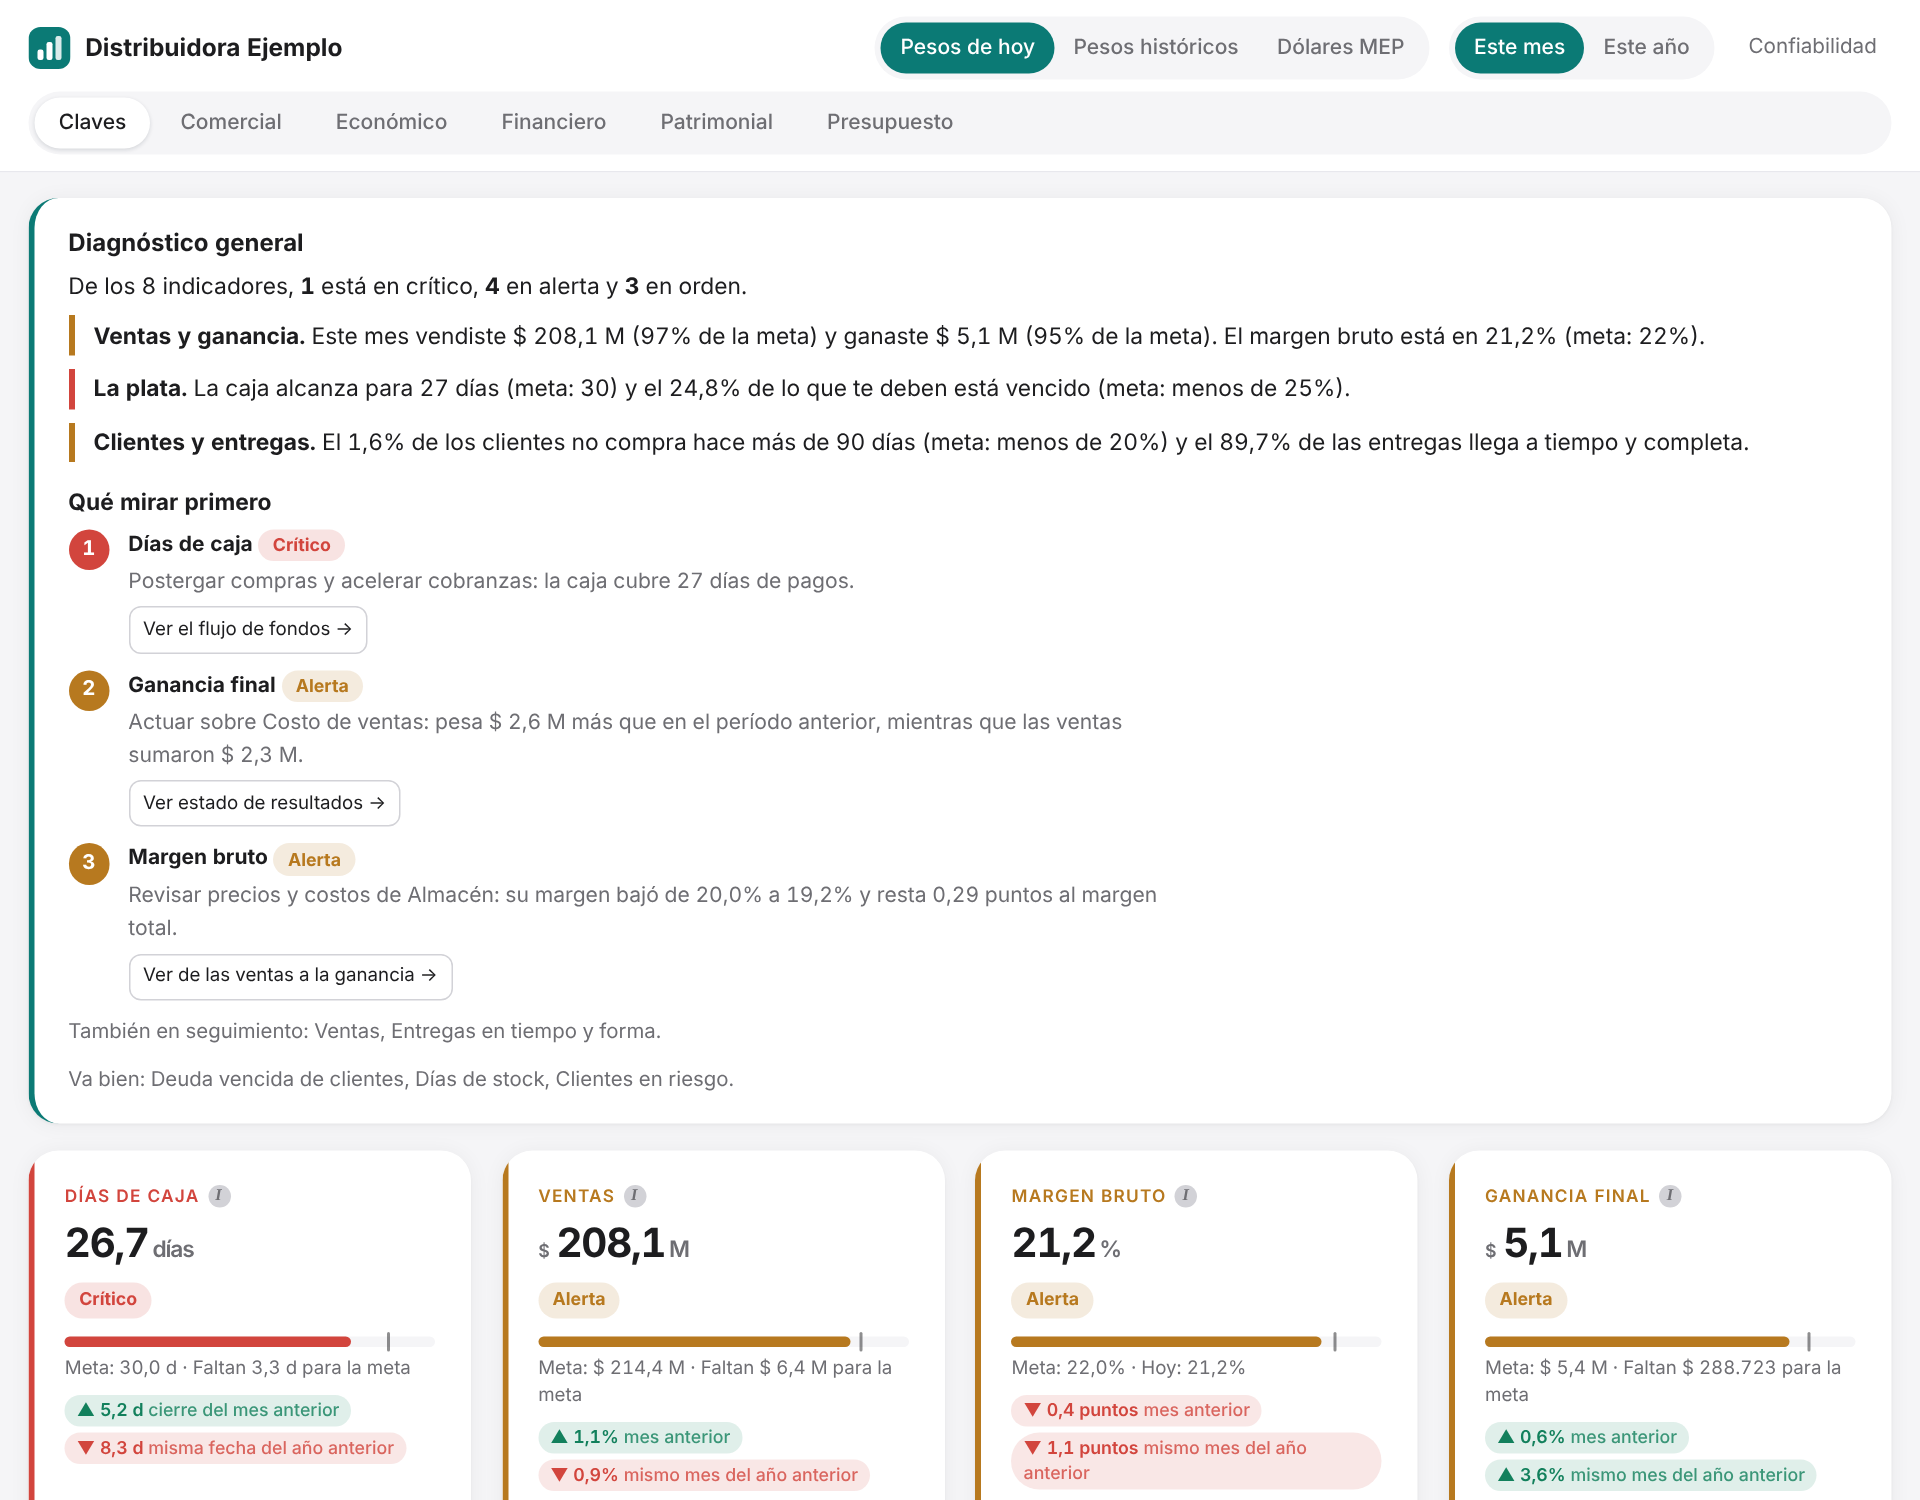 Distribuidora Ejemplo
Pesos de hoy
Pesos históricos
Dólares MEP
Este mes
Este año
Confiabilidad
Claves
Comercial
Económico
Financiero
Patrimonial
Presupuesto
Diagnóstico general
De los 8 indicadores, 1 está en crítico, 4 en alerta y 3 en orden.
Ventas y ganancia. Este mes vendiste $ 208,1 M (97% de la meta) y ganaste $ 5,1 M (95% de la meta). El margen bruto está en 21,2% (meta: 22%).
La plata. La caja alcanza para 27 días (meta: 30) y el 24,8% de lo que te deben está vencido (meta: menos de 25%).
Clientes y entregas. El 1,6% de los clientes no compra hace más de 90 días (meta: menos de 20%) y el 89,7% de las entregas llega a tiempo y completa.
Qué mirar primero
1 Días de caja Crítico
Postergar compras y acelerar cobranzas: la caja cubre 27 días de pagos.
Ver el flujo de fondos →
2 Ganancia final Alerta
Actuar sobre Costo de ventas: pesa $ 2,6 M más que en el período anterior, mientras que las ventas
sumaron $ 2,3 M.
Ver estado de resultados →
3 Margen bruto Alerta
Revisar precios y costos de Almacén: su margen bajó de 20,0% a 19,2% y resta 0,29 puntos al margen
total.
Ver de las ventas a la ganancia →
También en seguimiento: Ventas, Entregas en tiempo y forma.
Va bien: Deuda vencida de clientes, Días de stock, Clientes en riesgo.
DÍAS DE CAJA I
26,7 días
Crítico
Meta: 30,0 d · Faltan 3,3 d para la meta
▲ 5,2 d cierre del mes anterior
▼ 8,3 d misma fecha del año anterior
VENTAS I
$ 208,1 M
Alerta
Meta: $ 214,4 M · Faltan $ 6,4 M para la
meta
▲ 1,1% mes anterior
▼ 0,9% mismo mes del año anterior
MARGEN BRUTO I
21,2 %
Alerta
Meta: 22,0% · Hoy: 21,2%
▼ 0,4 puntos mes anterior
▼ 1,1 puntos mismo mes del año
anterior
GANANCIA FINAL I
$ 5,1 M
Alerta
Meta: $ 5,4 M · Faltan $ 288.723 para la
meta
▲ 0,6% mes anterior
▲ 3,6% mismo mes del año anterior